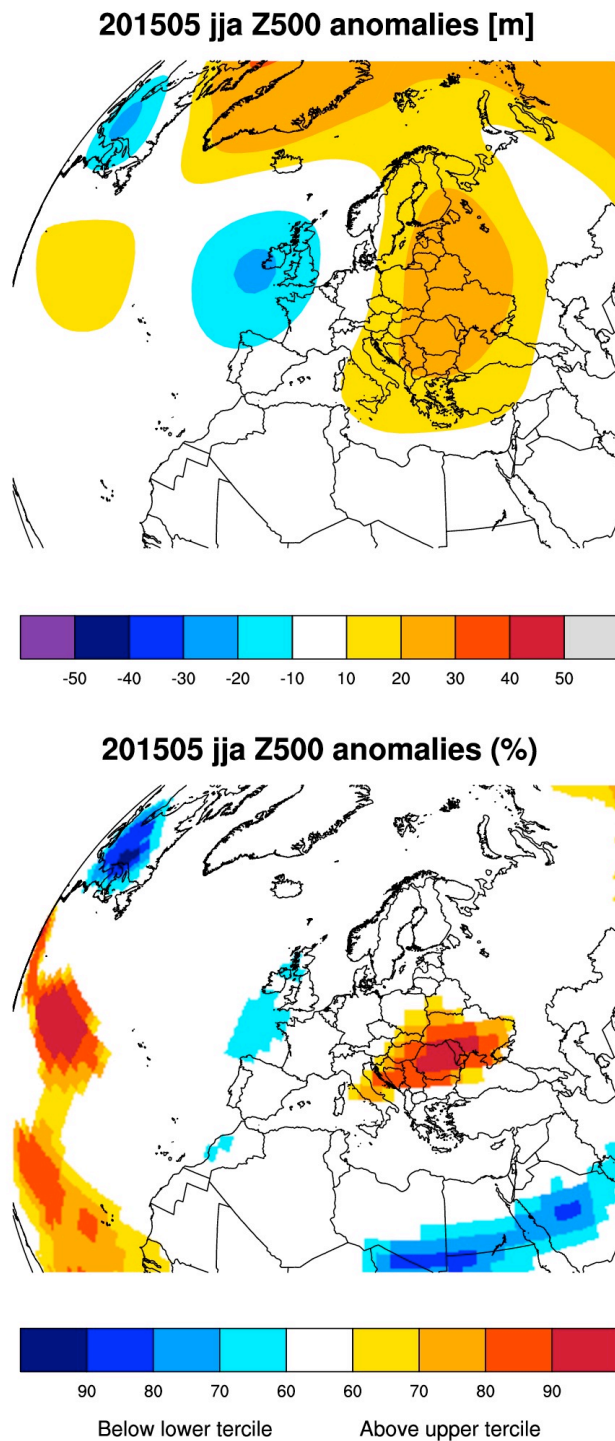 201505 jja Z500 anomalies [m]
-50 -40 -30 -20 -10 10 20 30 40 50
201505 jja Z500 anomalies (%)
90 80 70 60 60 70 80 90
Below lower tercile Above upper tercile